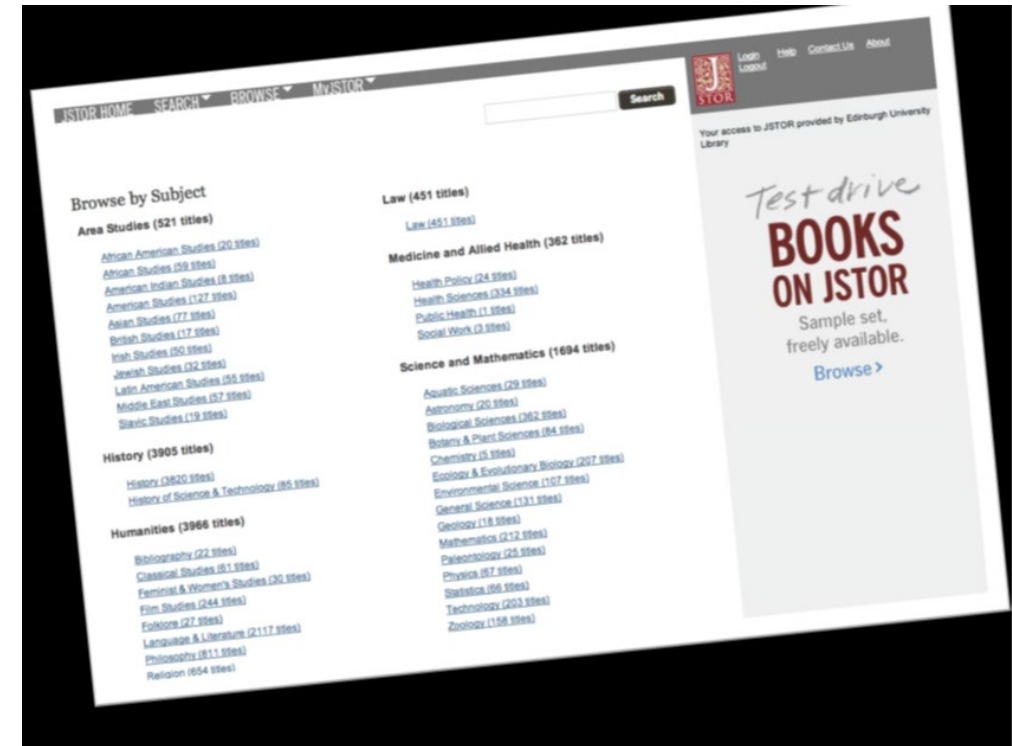 JSTOR HOME SEARCH BROWSE MyJSTOR
Search
JSTOR
Login Help Contact Us About
Logout
Your access to JSTOR provided by Edinburgh University
Library
Browse by Subject
Area Studies (521 titles)
African American Studies (20 titles)
African Studies (59 titles)
American Indian Studies (8 titles)
American Studies (127 titles)
Asian Studies (77 titles)
British Studies (17 titles)
Irish Studies (50 titles)
Jewish Studies (32 titles)
Latin American Studies (55 titles)
Middle East Studies (57 titles)
Slavic Studies (19 titles)
History (3905 titles)
History (3820 titles)
History of Science & Technology (85 titles)
Humanities (3966 titles)
Bibliography (22 titles)
Classical Studies (61 titles)
Feminist & Women's Studies (30 titles)
Film Studies (244 titles)
Folklore (27 titles)
Language & Literature (2117 titles)
Philosophy (811 titles)
Religion (654 titles)
Law (451 titles)
Law (451 titles)
Medicine and Allied Health (362 titles)
Health Policy (24 titles)
Health Sciences (334 titles)
Public Health (1 titles)
Social Work (3 titles)
Science and Mathematics (1694 titles)
Aquatic Sciences (29 titles)
Astronomy (20 titles)
Biological Sciences (362 titles)
Botany & Plant Sciences (84 titles)
Chemistry (5 titles)
Ecology & Evolutionary Biology (207 titles)
Environmental Science (107 titles)
General Science (131 titles)
Geology (18 titles)
Mathematics (212 titles)
Paleontology (25 titles)
Physics (67 titles)
Statistics (66 titles)
Technology (203 titles)
Zoology (158 titles)
Test drive
BOOKS
ON JSTOR
Sample set,
freely available.
Browse >